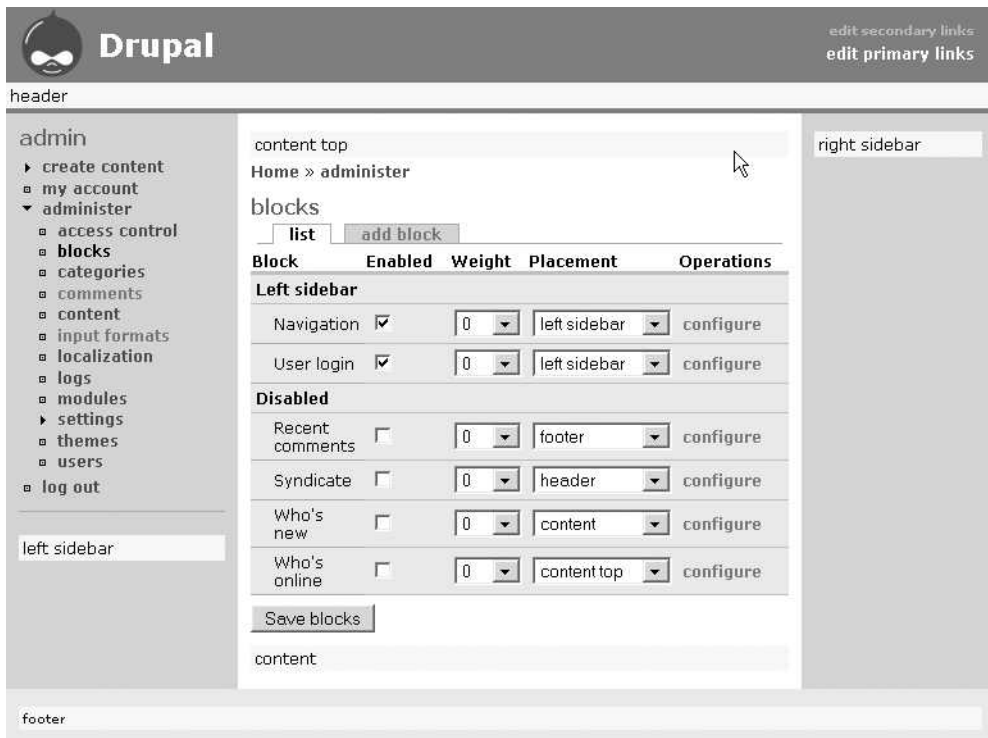 Drupal
edit secondary links
edit primary links
header
admin
create content
my account
administer
access control
blocks
categories
comments
content
input formats
localization
logs
modules
settings
themes
users
log out
left sidebar
content top
Home » administer
blocks
list add block
Block Enabled Weight Placement Operations
Left sidebar
Navigation 0 left sidebar configure
User login 0 left sidebar configure
Disabled
Recent
comments 0 footer configure
Syndicate 0 header configure
Who's
new 0 content configure
Who's
online 0 content top configure
Save blocks
content
right sidebar
footer